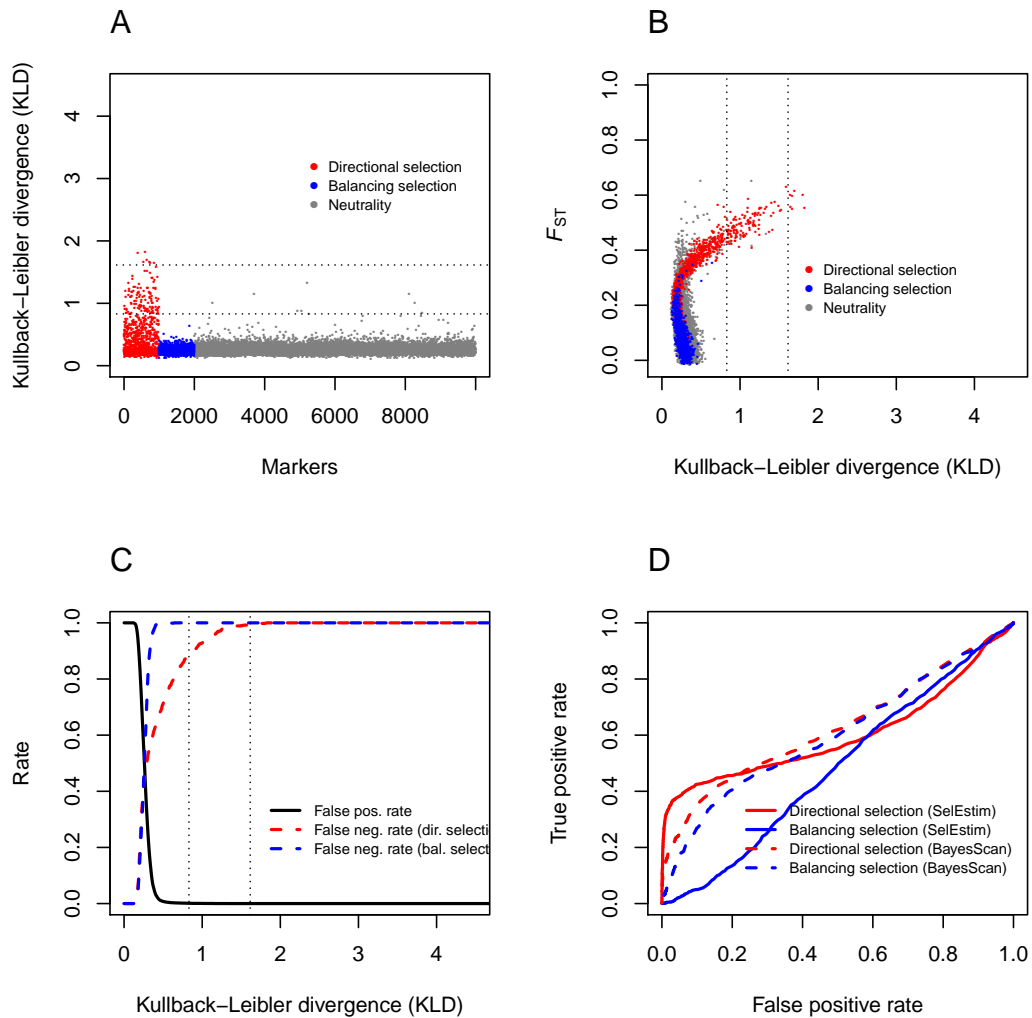 A
Kullback−Leibler divergence (KLD)
0
1
2
3
4
Directional selection
Balancing selection
Neutrality
0 2000 4000 6000 8000
Markers
B
FST
0.0 0.2 0.4 0.6 0.8 1.0
Directional selection
Balancing selection
Neutrality
0 1 2 3 4
Kullback−Leibler divergence (KLD)
C
Rate
0.0 0.2 0.4 0.6 0.8 1.0
False pos. rate
False neg. rate (dir. selecti
False neg. rate (bal. select
0 1 2 3 4
Kullback−Leibler divergence (KLD)
D
True positive rate
0.0 0.2 0.4 0.6 0.8 1.0
Directional selection (SelEstim)
Balancing selection (SelEstim)
Directional selection (BayesScan)
Balancing selection (BayesScan)
0.0 0.2 0.4 0.6 0.8 1.0
False positive rate